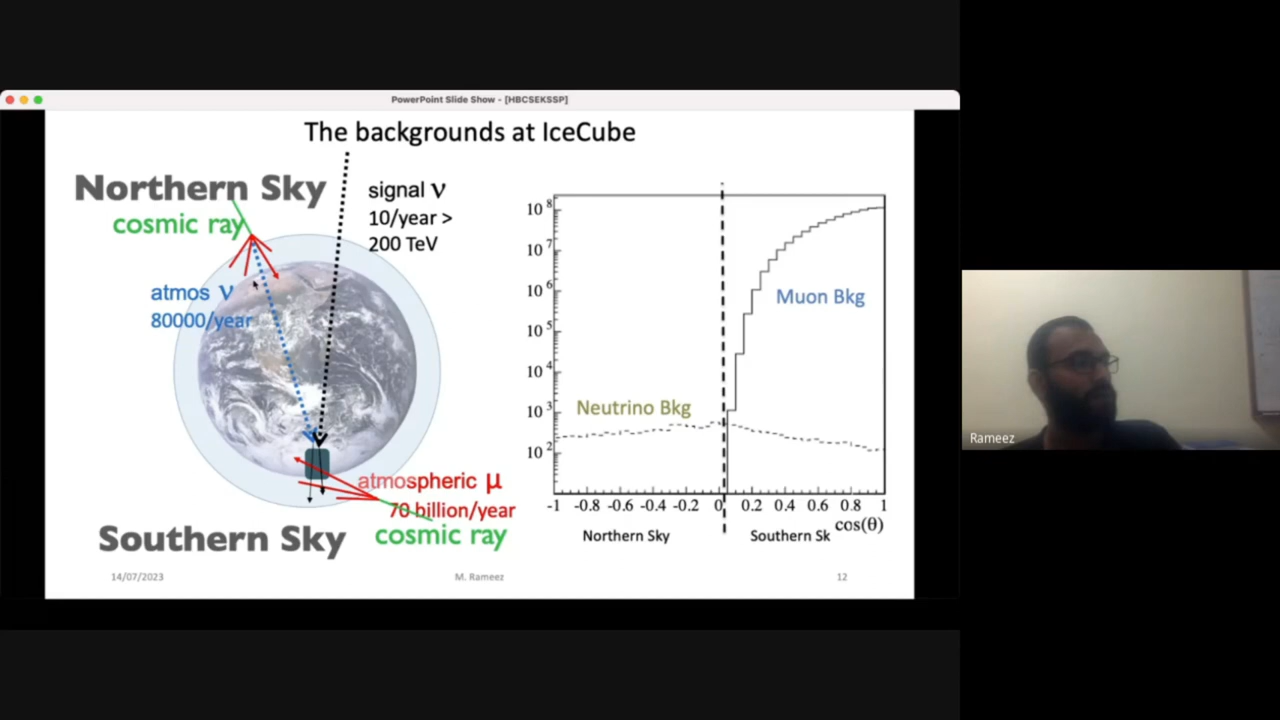 PowerPoint Slide Show - [HBCSEKSSP]
The backgrounds at IceCube
Northern Sky
cosmic ray
signal ν
10/year >
200 TeV
atmos ν
80000/year
atmospheric μ
70 billion/year
cosmic ray
Southern Sky
10 8
10 7
10 6
10 5
10 4
10 3
10 2
Muon Bkg
Neutrino Bkg
-1 -0.8 -0.6 -0.4 -0.2 0 0.2 0.4 0.6 0.8 1
cos(θ)
Northern Sky
Southern Sk
14/07/2023
M. Rameez
12
Rameez